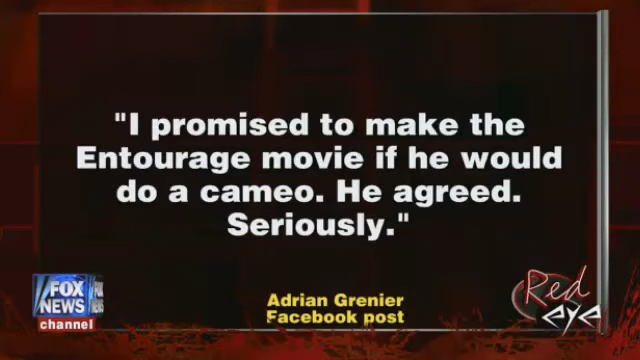 "I promised to make the
Entourage movie if he would
do a cameo. He agreed.
Seriously."
Adrian Grenier
Facebook post
FOX
NEWS
channel
Red
eye